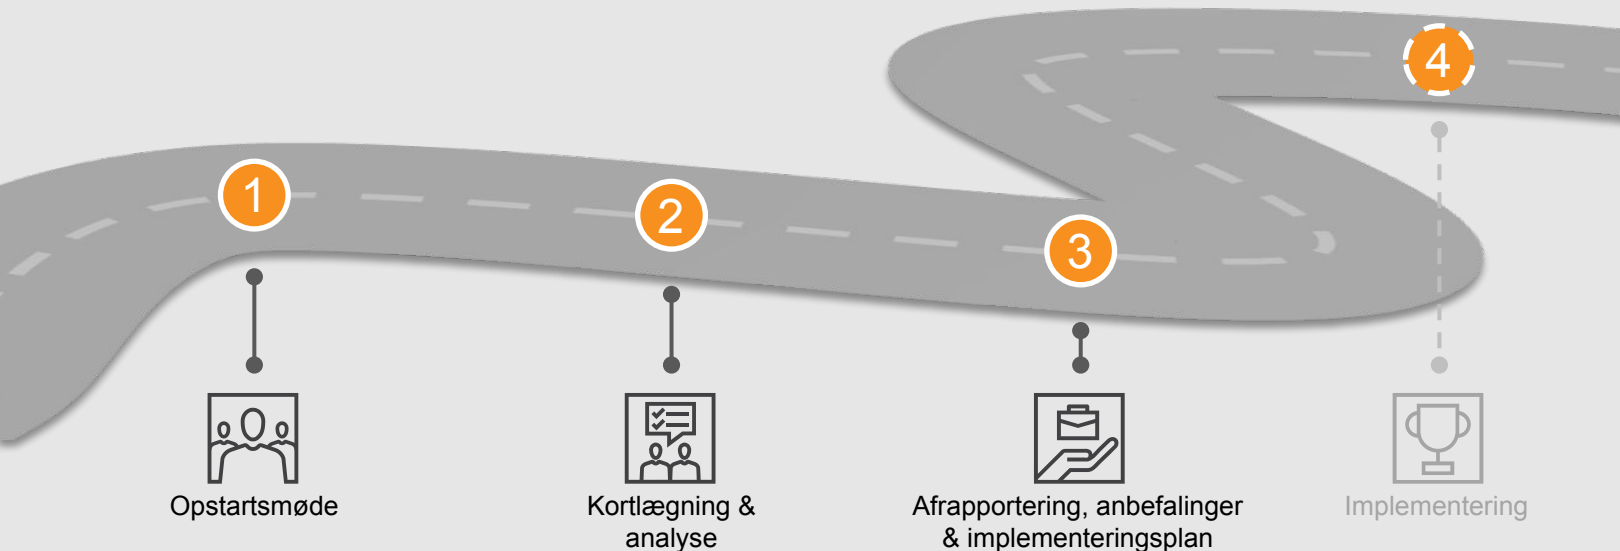 4
1
2
3
Opstartsmøde
Kortlægning &
analyse
Afrapportering, anbefalinger
& implementeringsplan
Implementering